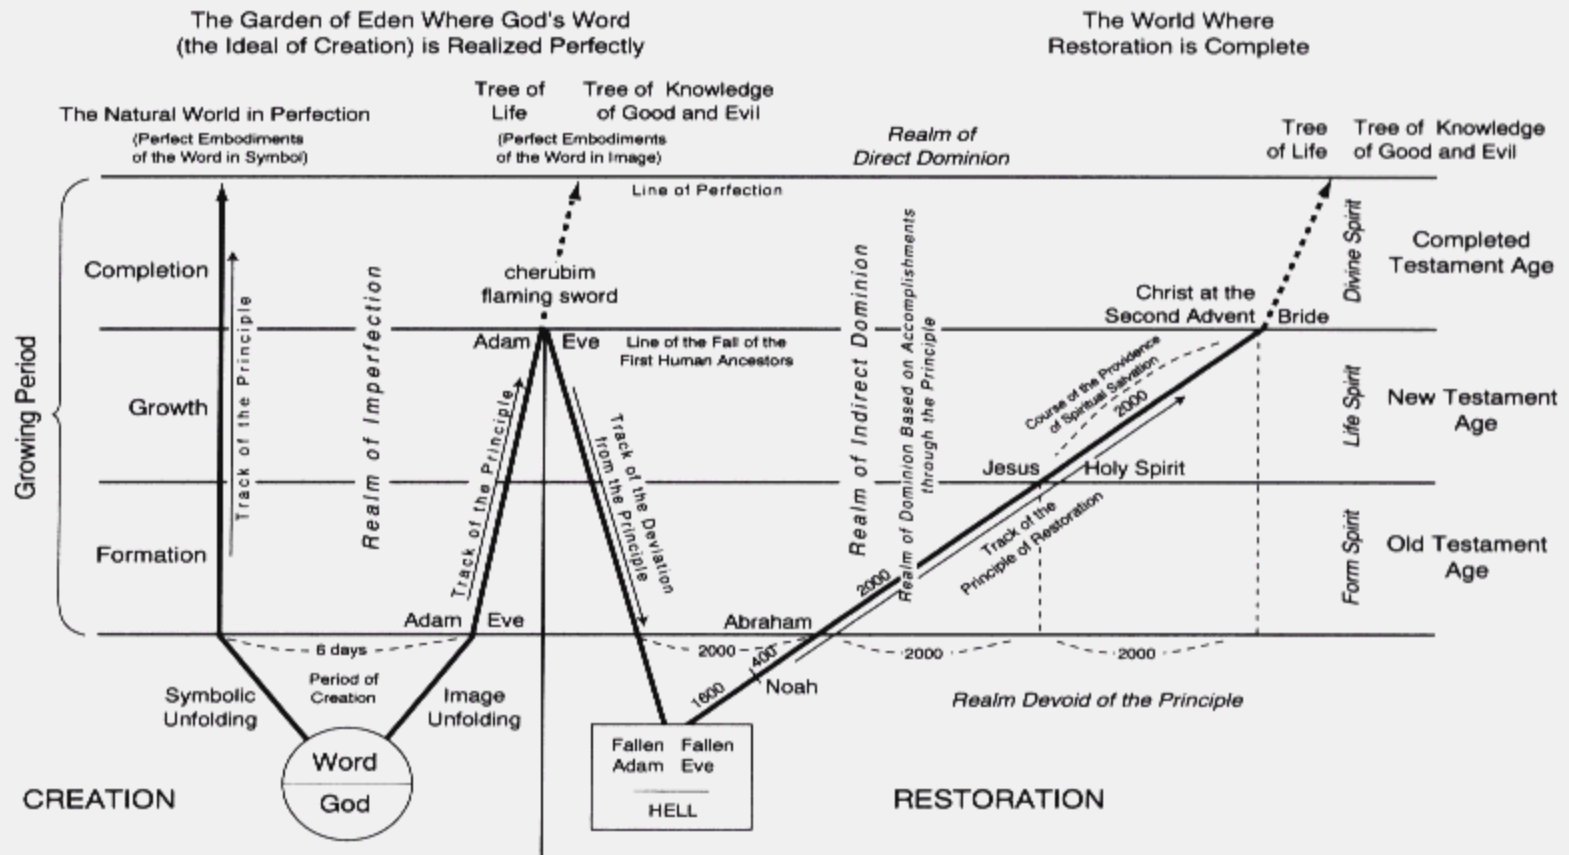 The Garden of Eden Where God's Word
(the Ideal of Creation) is Realized Perfectly
The World Where
Restoration is Complete
The Natural World in Perfection
(Perfect Embodiments
of the Word in Symbol)
Tree of
Life
Tree of Knowledge
of Good and Evil
(Perfect Embodiments
of the Word in Image)
Realm of
Direct Dominion
Tree
of Life
Tree of Knowledge
of Good and Evil
Line of Perfection
Growing Period
Completion
Growth
Formation
Track of the Principle
Realm of Imperfection
cherubim
flaming sword
Adam
Eve
Line of the Fall of the
First Human Ancestors
Track of the Principle
Track of the Deviation
from the Principle
Realm of Indirect Dominion
Realm of Dominion Based on Accomplishments
through the Principle
Christ at the
Second Advent
Bride
Course of the Providence
of Spiritual Salvation
2000
Jesus
Holy Spirit
Track of the
Principle of Restoration
2000
Divine Spirit
Life Spirit
Form Spirit
Completed
Testament Age
New Testament
Age
Old Testament
Age
Adam
Eve
Abraham
6 days
2000
400
2000
2000
Period of
Creation
Symbolic
Unfolding
Image
Unfolding
1600
Noah
Realm Devoid of the Principle
Word
God
Fallen Fallen
Adam Eve
HELL
CREATION
RESTORATION